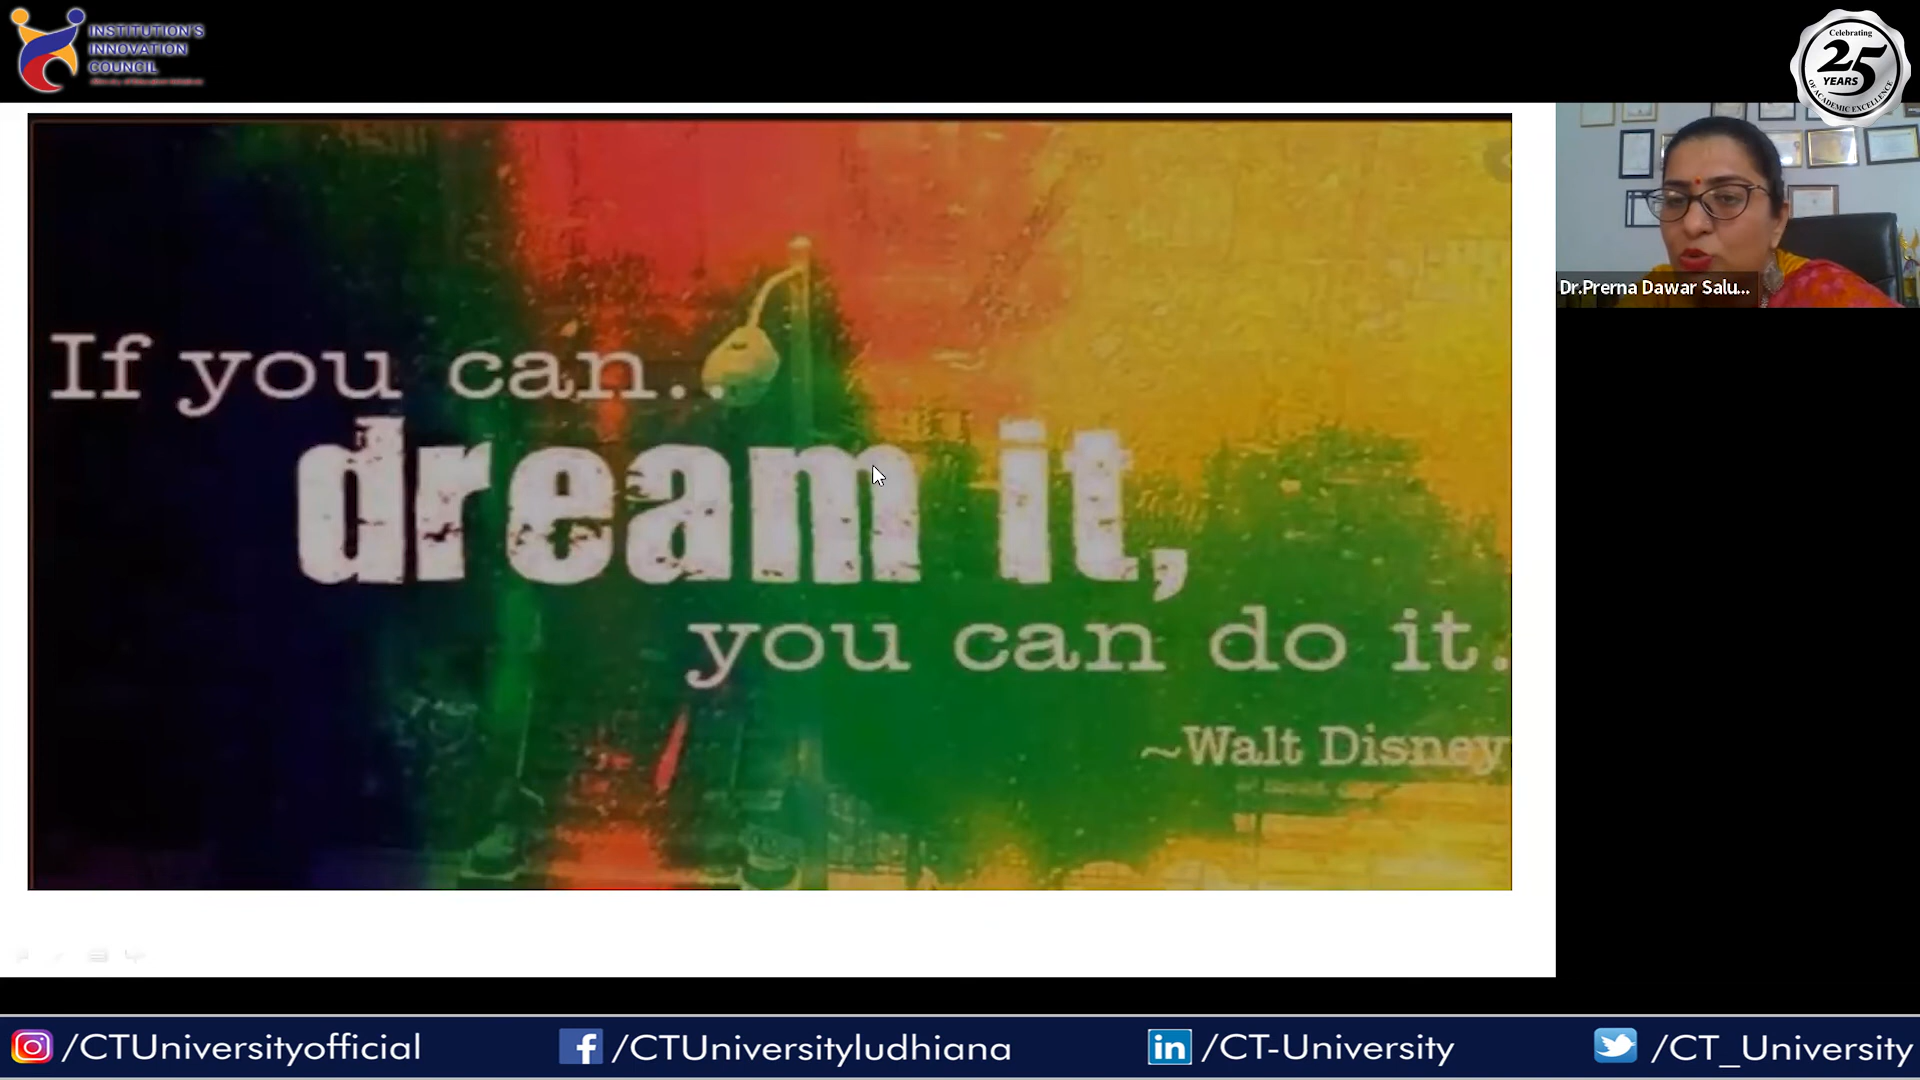 INSTITUTION'S
INNOVATION
COUNCIL
Celebrating
25
YEARS
OF ACADEMIC EXCELLENCE
If you can..
dream it,
you can do it.
~Walt Disney
Dr.Prerna Dawar Salu...
/CTUniversityofficial
/CTUniversityludhiana
/CT-University
/CT_University